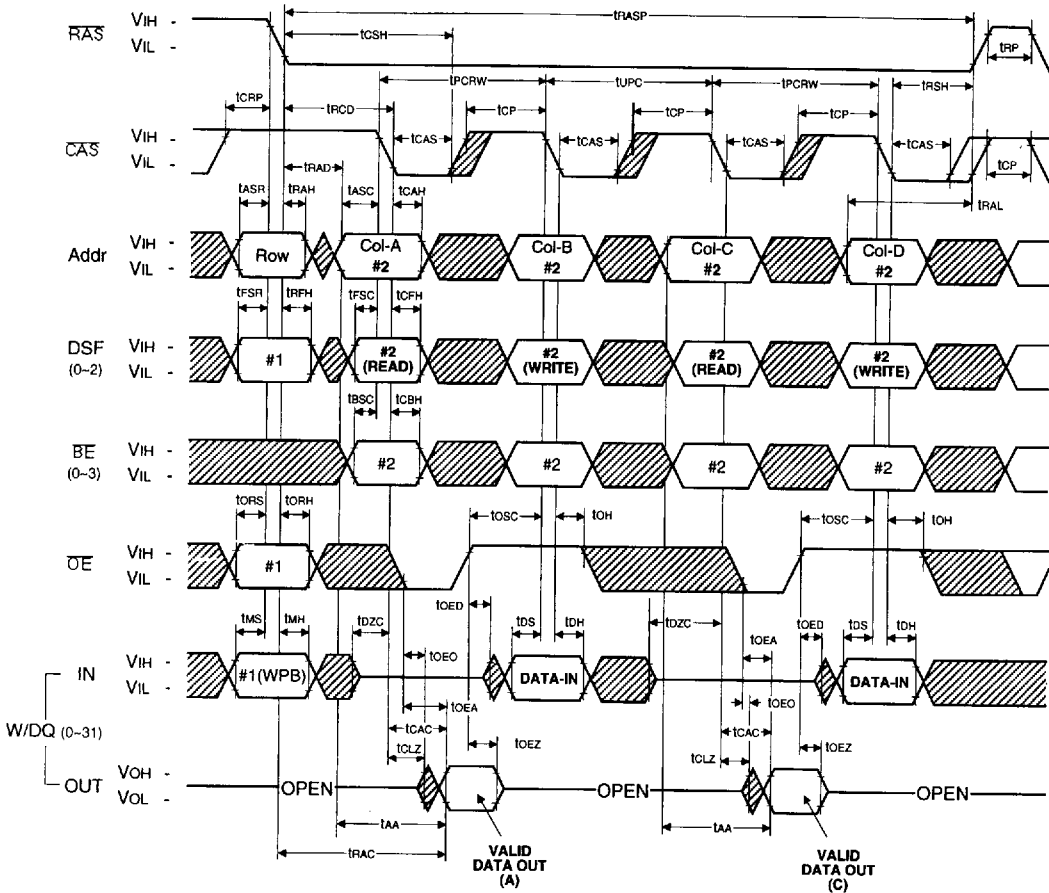 tRASP
RAS VIH -
VIL -
tCSH
tRP
tPCRW tUPC tPCRW tRSH
tCRP tRCD tCP tCP tCP
CAS VIH -
VIL -
tCAS tCAS tCAS tCAS tCP
tRAD tRAL
tASR tRAH tASC tCAH
Addr VIH -
VIL -
Row Col-A #2 Col-B #2 Col-C #2 Col-D #2
tFSR tRFH tFSC tCFH
DSF (0~2) VIH -
VIL -
#1 #2 (READ) #2 (WRITE) #2 (READ) #2 (WRITE)
tBSC tCBH
BE (0~3) VIH -
VIL -
#2 #2 #2 #2
tORS tORH tOSC tOH tOSC tOH
OE VIH -
VIL -
#1
tOED tOEA tOED
tMS tMH tDZC tDS tDH tDZC tDS tDH
tOEO
IN VIH -
VIL -
#1(WPB) DATA-IN DATA-IN
W/DQ (0~31)
tOEA tOEO
tCAC tCAC
tCLZ tOEZ tCLZ tOEZ
OUT VOH -
VOL -
OPEN OPEN OPEN
tAA tAA
tRAC
VALID DATA OUT (A)
VALID DATA OUT (C)